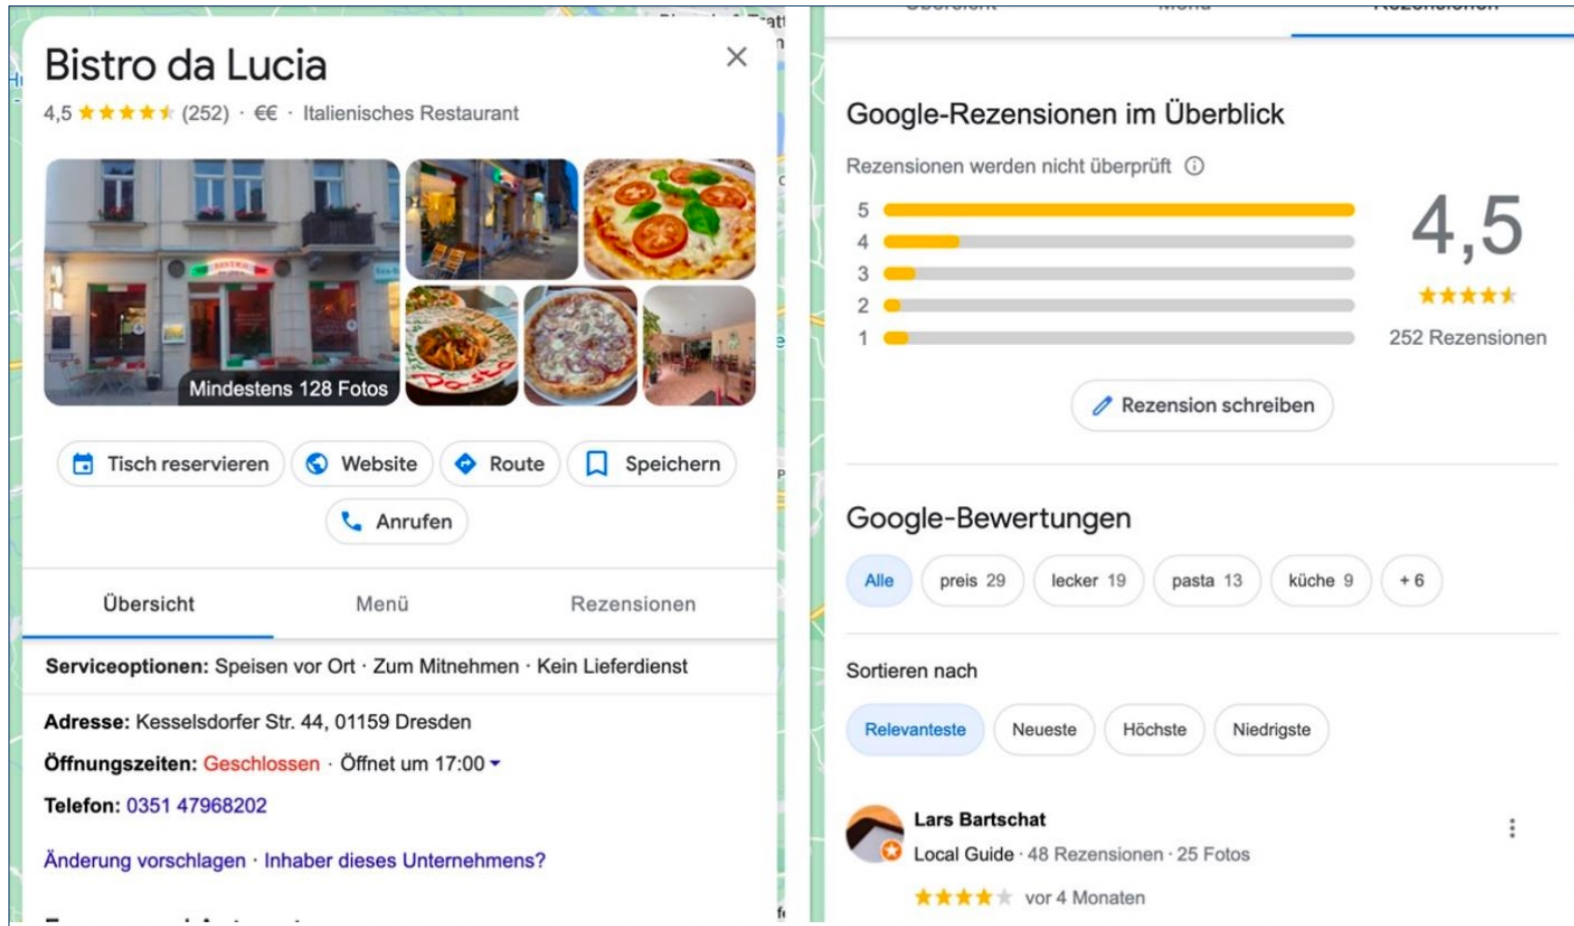 Bistro da Lucia
4,5 (252) · €€ · Italienisches Restaurant
BISTRO
Pasta
Mindestens 128 Fotos
Tisch reservieren
Website
Route
Speichern
Anrufen
Übersicht
Menü
Rezensionen
Serviceoptionen: Speisen vor Ort · Zum Mitnehmen · Kein Lieferdienst
Adresse: Kesselsdorfer Str. 44, 01159 Dresden
Öffnungszeiten: Geschlossen · Öffnet um 17:00
Telefon: 0351 47968202
Änderung vorschlagen · Inhaber dieses Unternehmens?
Übersicht
Menü
Rezensionen
Google-Rezensionen im Überblick
Rezensionen werden nicht überprüft
5
4
3
2
1
4,5
252 Rezensionen
Rezension schreiben
Google-Bewertungen
Alle
preis 29
lecker 19
pasta 13
küche 9
+ 6
Sortieren nach
Relevanteste
Neueste
Höchste
Niedrigste
Lars Bartschat
Local Guide · 48 Rezensionen · 25 Fotos
vor 4 Monaten